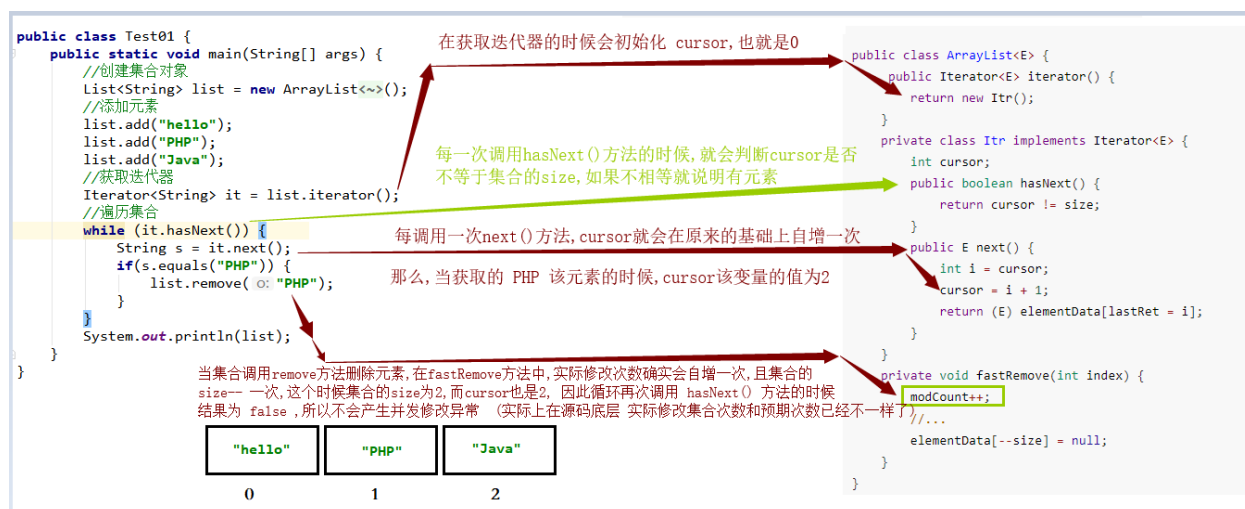 public class Test01 {
public static void main(String[] args) {
//创建集合对象
List<String> list = new ArrayList<~>();
//添加元素
list.add("hello");
list.add("PHP");
list.add("Java");
//获取迭代器
Iterator<String> it = list.iterator();
//遍历集合
while (it.hasNext()) {
String s = it.next();
if(s.equals("PHP")) {
list.remove( o: "PHP");
}
}
System.out.println(list);
}
}
在获取迭代器的时候会初始化 cursor,也就是0
每一次调用hasNext()方法的时候,就会判断cursor是否
不等于集合的size,如果不相等就说明有元素
每调用一次next()方法,cursor就会在原来的基础上自增一次
那么,当获取的 PHP 该元素的时候,cursor该变量的值为2
当集合调用remove方法删除元素,在fastRemove方法中,实际修改次数确实会自增一次,且集合的
size-- 一次,这个时候集合的size为2,而cursor也是2, 因此循环再次调用 hasNext() 方法的时候
结果为 false ,所以不会产生并发修改异常 (实际上在源码底层 实际修改集合次数和预期次数已经不一样了)
"hello" "PHP" "Java"
0 1 2
public class ArrayList<E> {
public Iterator<E> iterator() {
return new Itr();
}
private class Itr implements Iterator<E> {
int cursor;
public boolean hasNext() {
return cursor != size;
}
public E next() {
int i = cursor;
cursor = i + 1;
return (E) elementData[lastRet = i];
}
}
private void fastRemove(int index) {
modCount++;
//...
elementData[--size] = null;
}
}